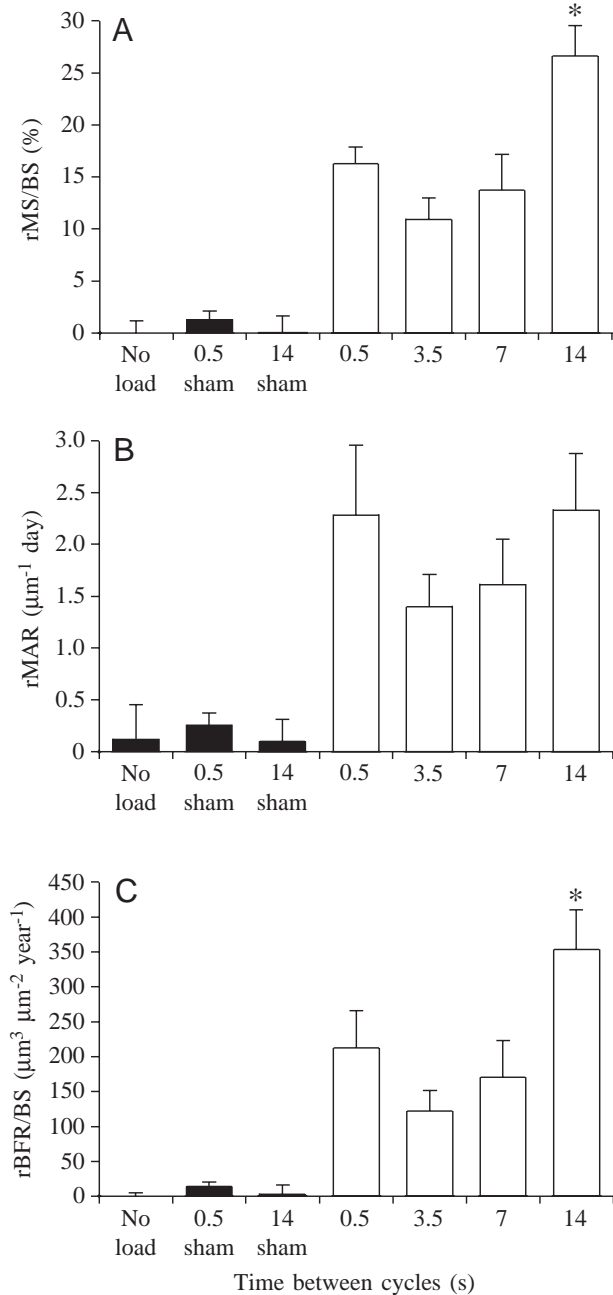 A
*
rMS/BS (%)
30
25
20
15
10
5
0
No load
0.5 sham
14 sham
0.5
3.5
7
14
B
rMAR (µm⁻¹ day)
3.0
2.5
2.0
1.5
1.0
0.5
0
No load
0.5 sham
14 sham
0.5
3.5
7
14
C
*
rBFR/BS (µm³ µm⁻² year⁻¹)
450
400
350
300
250
200
150
100
50
0
No load
0.5 sham
14 sham
0.5
3.5
7
14
Time between cycles (s)